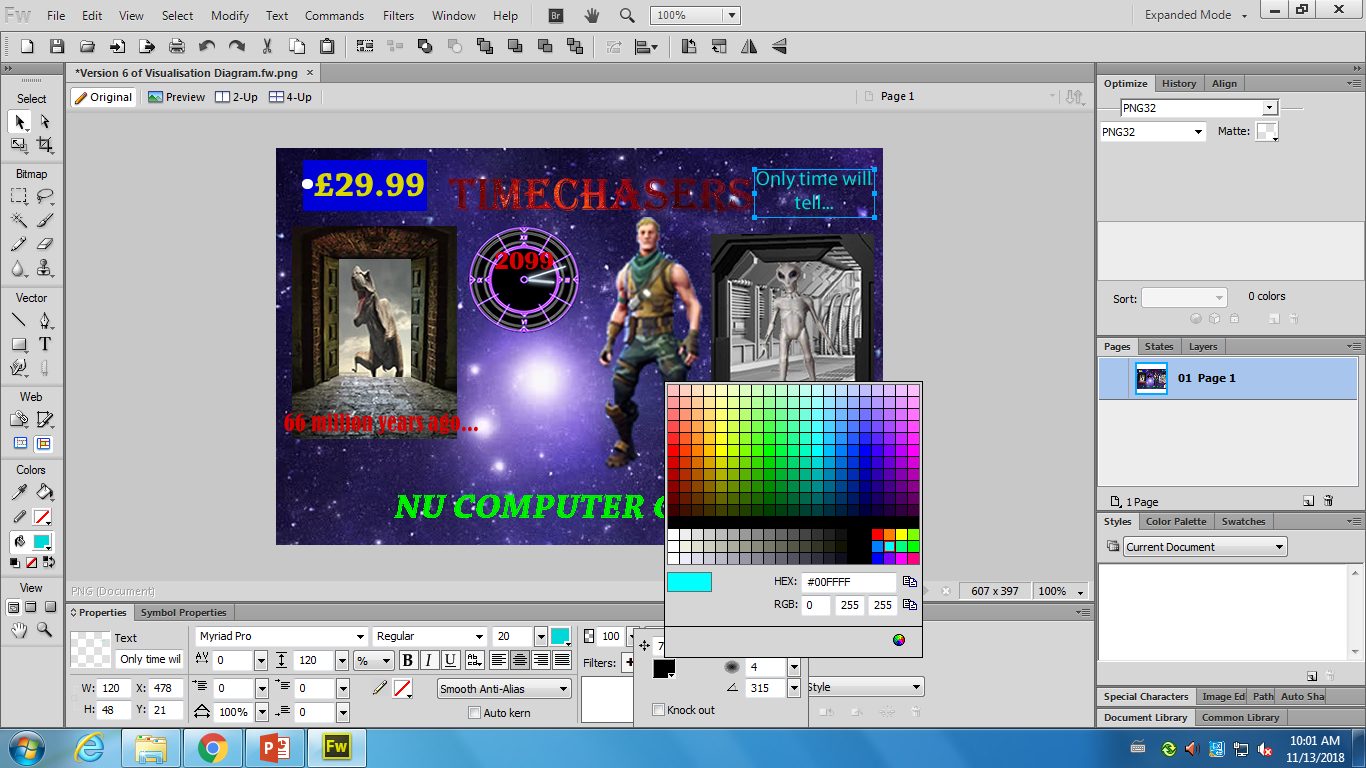 Fw File Edit View Select Modify Text Commands Filters Window Help Br 100% Expanded Mode
*Version 6 of Visualisation Diagram.fw.png ×
Original Preview 2-Up 4-Up Page 1
Select
Bitmap
Vector
Web
Colors
View
£29.99
TIMECHASERS
Only time will
tell...
XII
2099
66 million years ago...
NU COMPUTER
PNG (Document)
607 x 397 100%
HEX: #00FFFF
RGB: 0 255 255
Optimize History Align
PNG32
PNG32 Matte:
Sort: 0 colors
Pages States Layers
01 Page 1
1 Page
Styles Color Palette Swatches
Current Document
Special Characters Image Ed Path Auto Sha
Document Library Common Library
Properties Symbol Properties
Text Myriad Pro Regular 20 100
Only time wil 0 120 % B I U Filters:
W: 120 X: 478 0 0 Smooth Anti-Alias
H: 48 Y: 21 100% 0 Auto kern
7
4
315
Knock out
Style
Fw
10:01 AM
11/13/2018